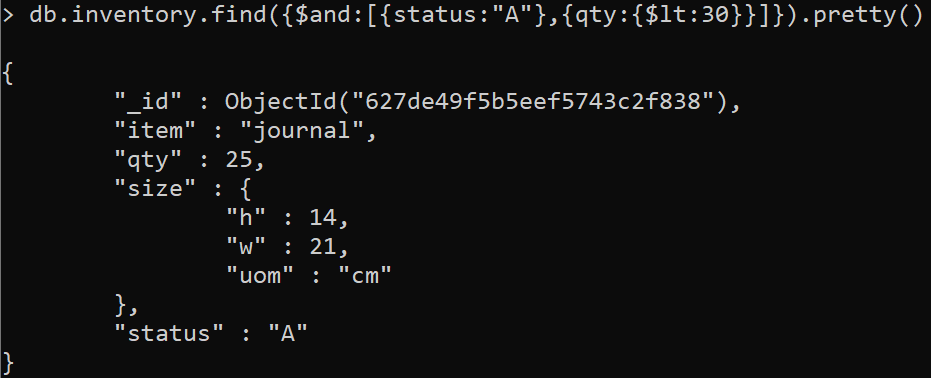 > db.inventory.find({$and:[{status:"A"},{qty:{$lt:30}}]}).pretty()
{
"_id" : ObjectId("627de49f5b5eef5743c2f838"),
"item" : "journal",
"qty" : 25,
"size" : {
"h" : 14,
"w" : 21,
"uom" : "cm"
},
"status" : "A"
}